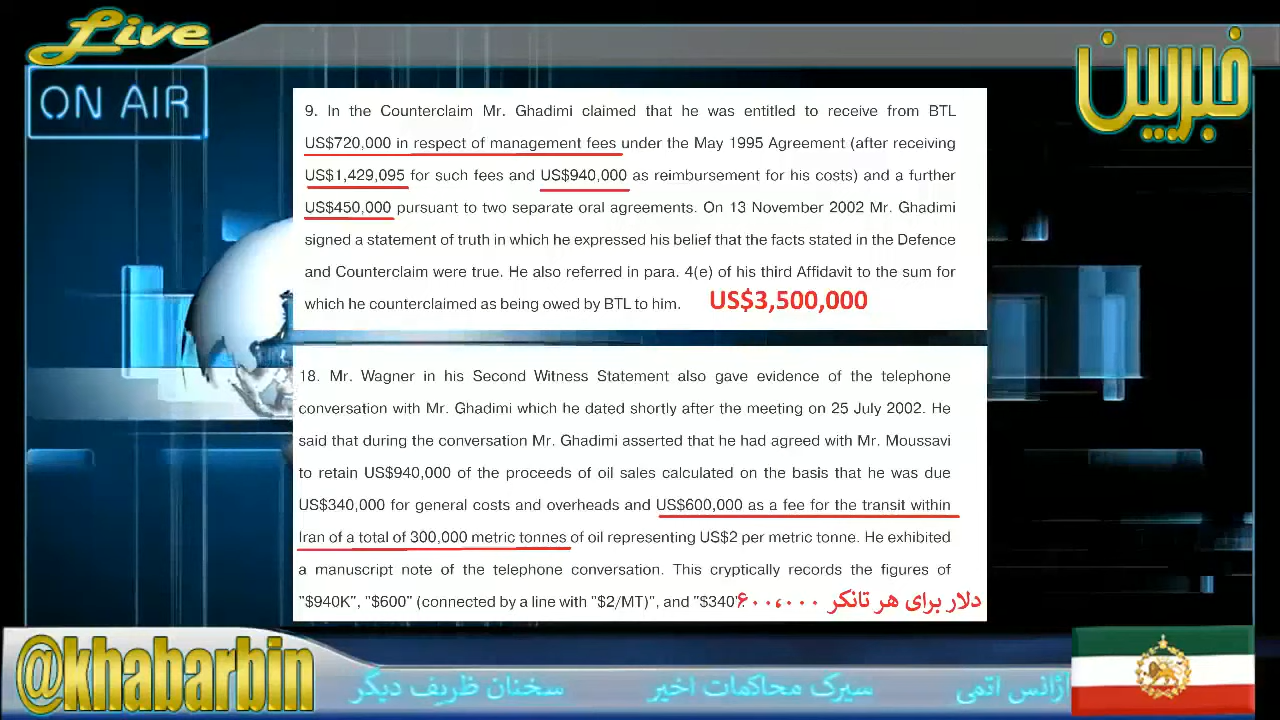 Live
ON AIR
خبربین
9. In the Counterclaim Mr. Ghadimi claimed that he was entitled to receive from BTL
US$720,000 in respect of management fees under the May 1995 Agreement (after receiving
US$1,429,095 for such fees and US$940,000 as reimbursement for his costs) and a further
US$450,000 pursuant to two separate oral agreements. On 13 November 2002 Mr. Ghadimi
signed a statement of truth in which he expressed his belief that the facts stated in the Defence
and Counterclaim were true. He also referred in para. 4(e) of his third Affidavit to the sum for
which he counterclaimed as being owed by BTL to him. US$3,500,000
18. Mr. Wagner in his Second Witness Statement also gave evidence of the telephone
conversation with Mr. Ghadimi which he dated shortly after the meeting on 25 July 2002. He
said that during the conversation Mr. Ghadimi asserted that he had agreed with Mr. Moussavi
to retain US$940,000 of the proceeds of oil sales calculated on the basis that he was due
US$340,000 for general costs and overheads and US$600,000 as a fee for the transit within
Iran of a total of 300,000 metric tonnes of oil representing US$2 per metric tonne. He exhibited
a manuscript note of the telephone conversation. This cryptically records the figures of
"$940K", "$600" (connected by a line with "$2/MT)", and "$340"
۶۰۰،۰۰۰ دلار برای هر تانکر
@khabarbin
آژانس اتمی سیرک محاکمات اخیر سخنان ظریف دیگر